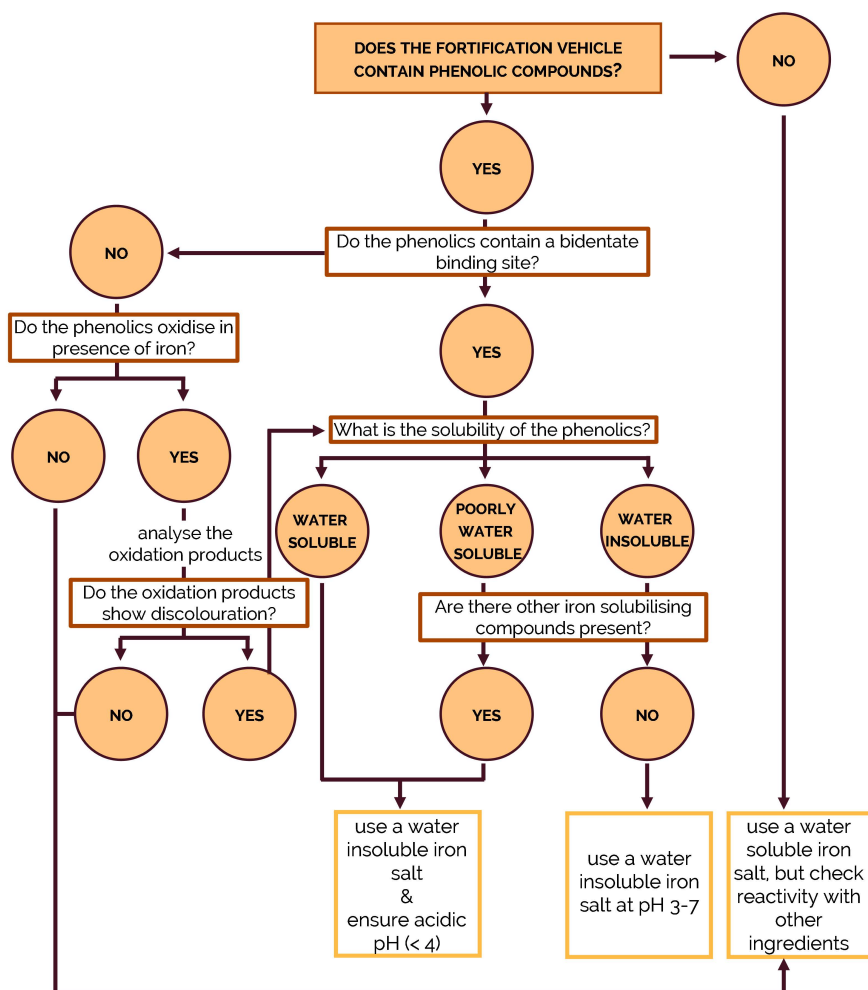 DOES THE FORTIFICATION VEHICLE
CONTAIN PHENOLIC COMPOUNDS?
NO
YES
Do the phenolics contain a bidentate
binding site?
NO
Do the phenolics oxidise in
presence of iron?
YES
NO
YES
What is the solubility of the phenolics?
WATER
SOLUBLE
POORLY
WATER
SOLUBLE
WATER
INSOLUBLE
analyse the
oxidation products
Do the oxidation products
show discolouration?
Are there other iron solubilising
compounds present?
NO
YES
YES
NO
use a water
insoluble iron
salt
&
ensure acidic
pH (< 4)
use a water
insoluble iron
salt at pH 3-7
use a water
soluble iron
salt, but check
reactivity with
other
ingredients